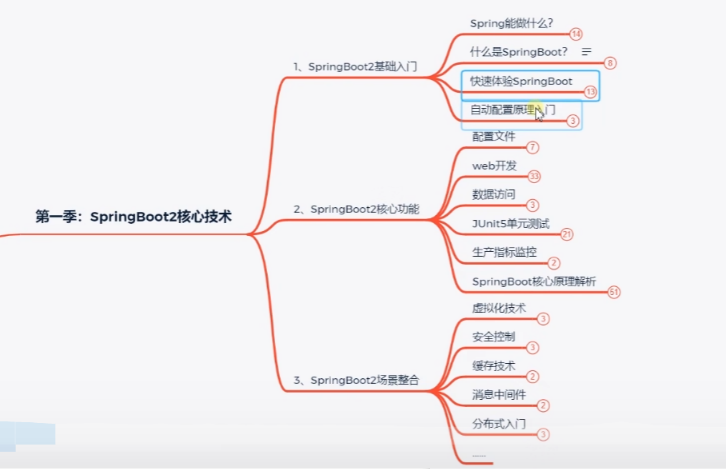 第一季：SpringBoot2核心技术
1、SpringBoot2基础入门
Spring能做什么？
14
什么是SpringBoot？
8
快速体验SpringBoot
13
自动配置原理入门
3
2、SpringBoot2核心功能
配置文件
7
web开发
33
数据访问
3
JUnit5单元测试
21
生产指标监控
2
SpringBoot核心原理解析
51
3、SpringBoot2场景整合
虚拟化技术
3
安全控制
3
缓存技术
2
消息中间件
2
分布式入门
3